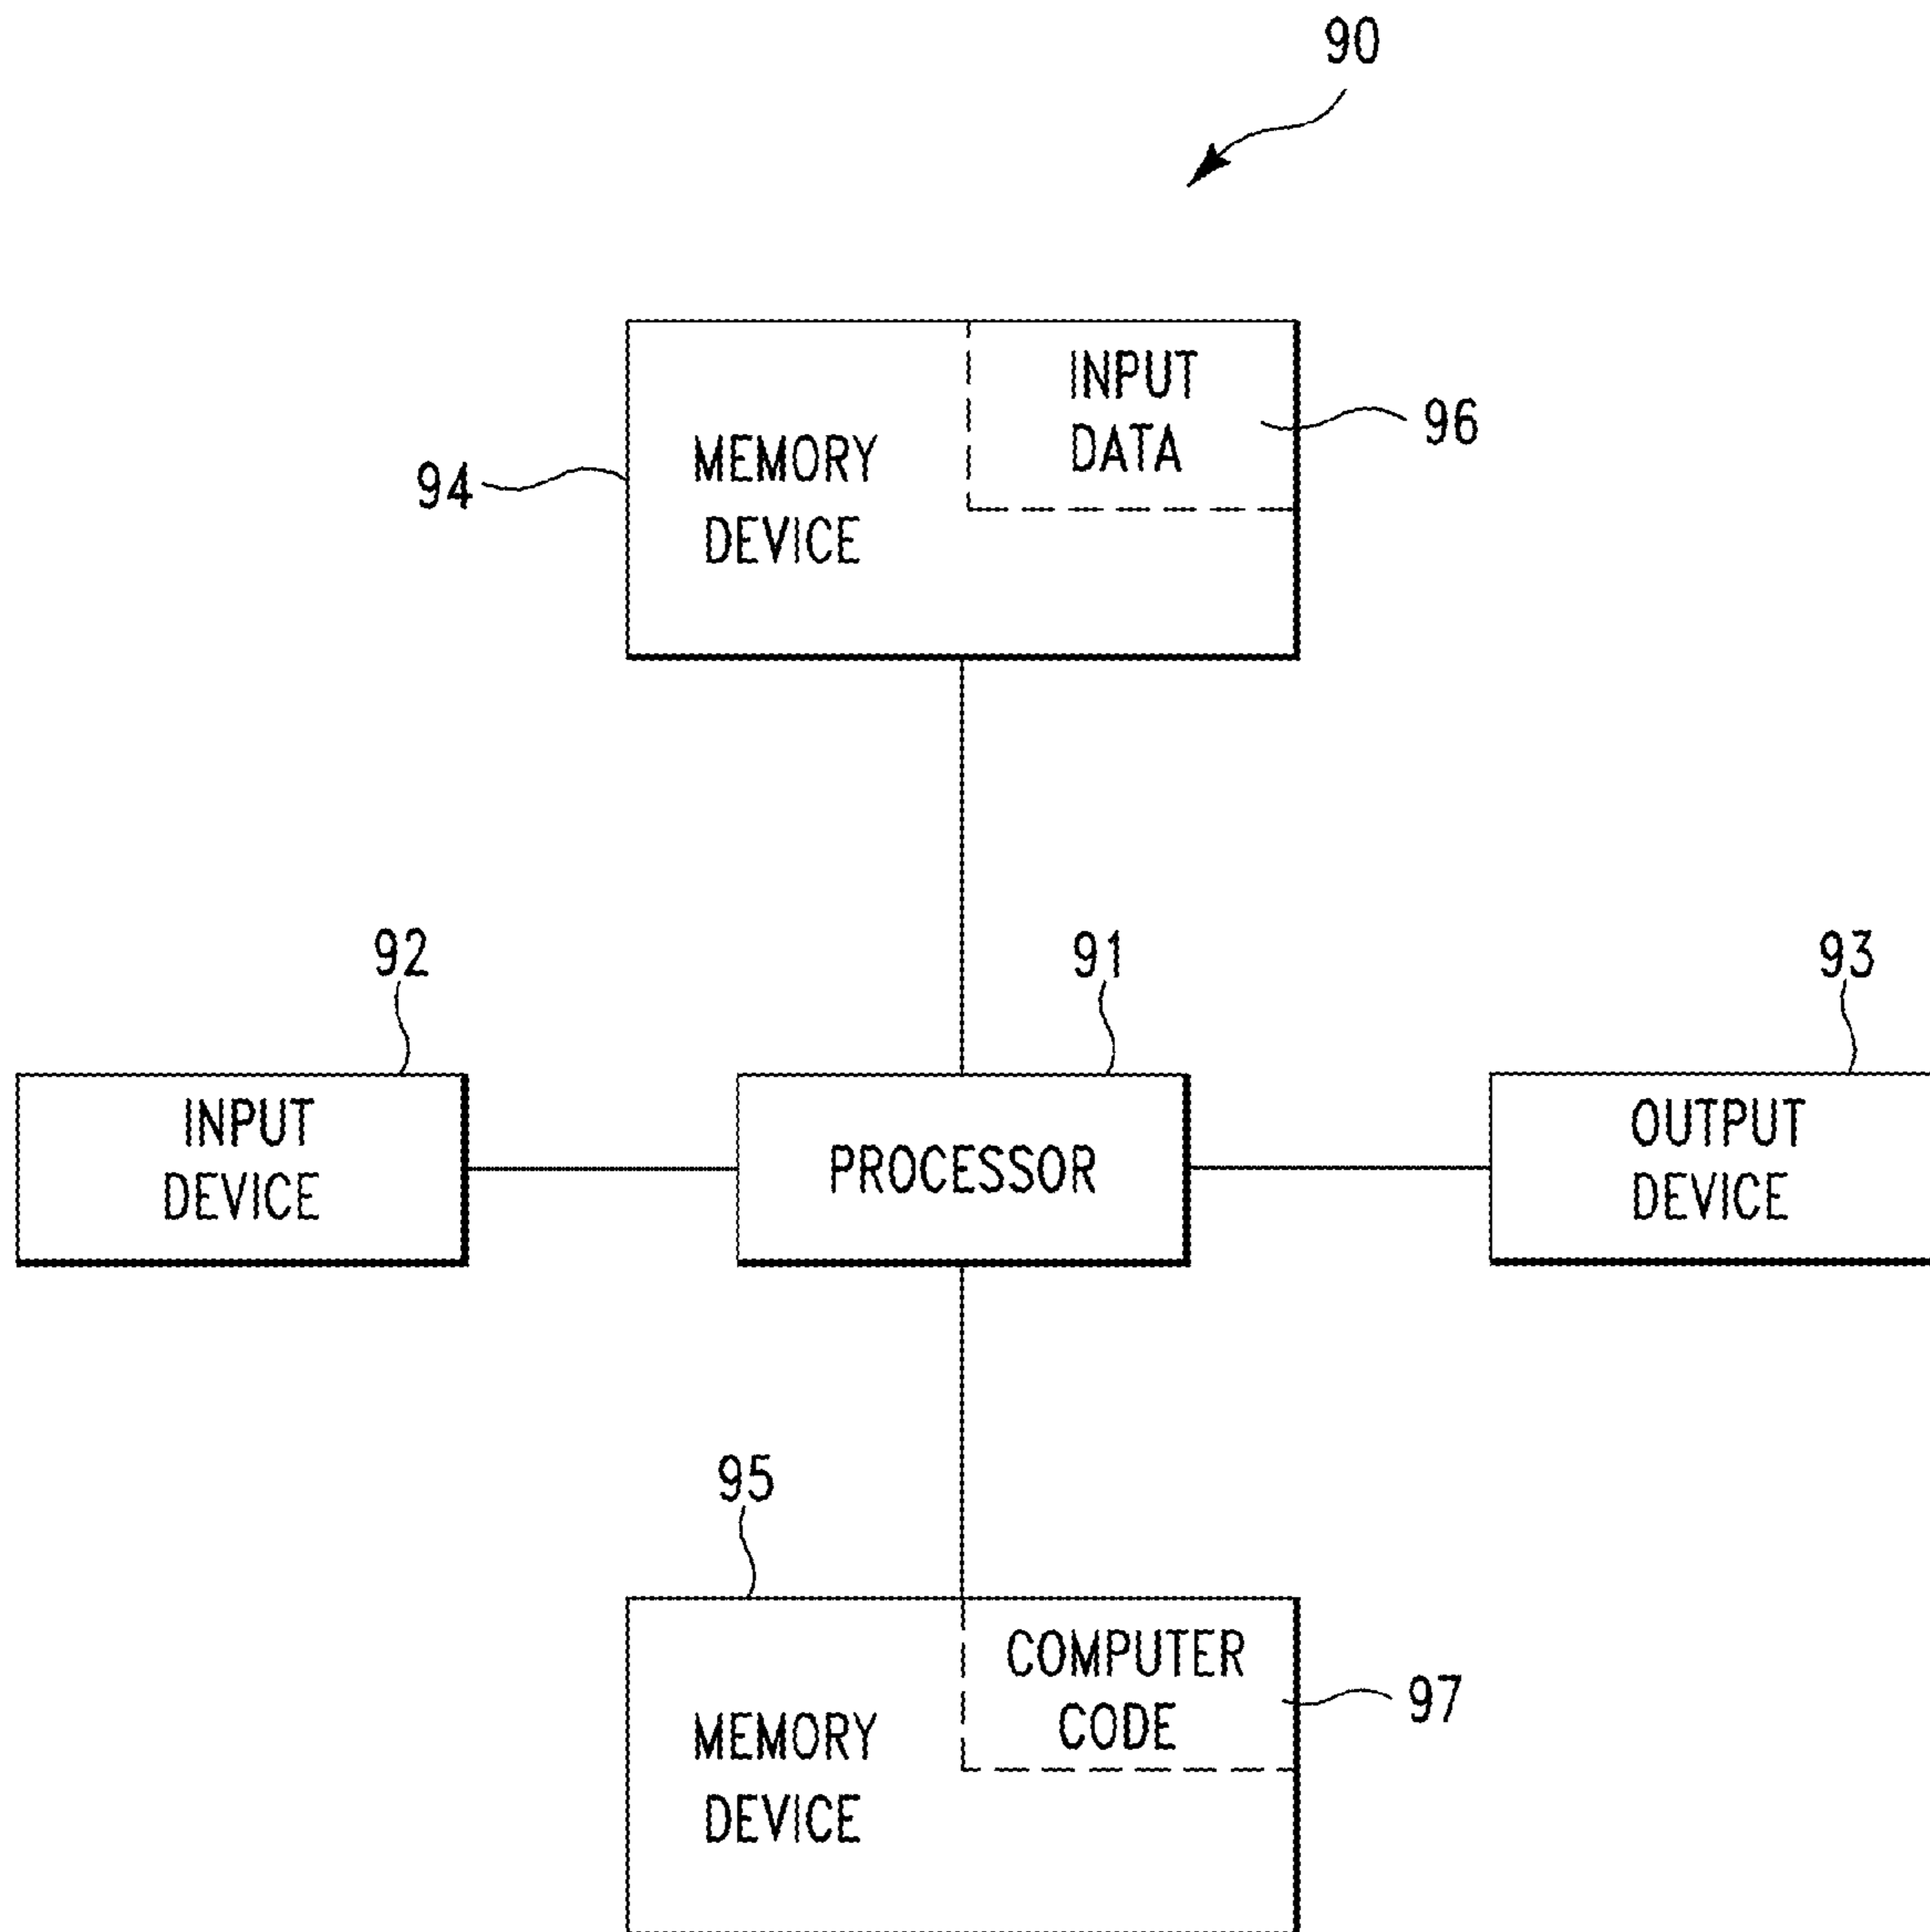 90
INPUT
DATA
96
MEMORY
DEVICE
94
92
91
93
INPUT
DEVICE
PROCESSOR
OUTPUT
DEVICE
95
COMPUTER
CODE
97
MEMORY
DEVICE